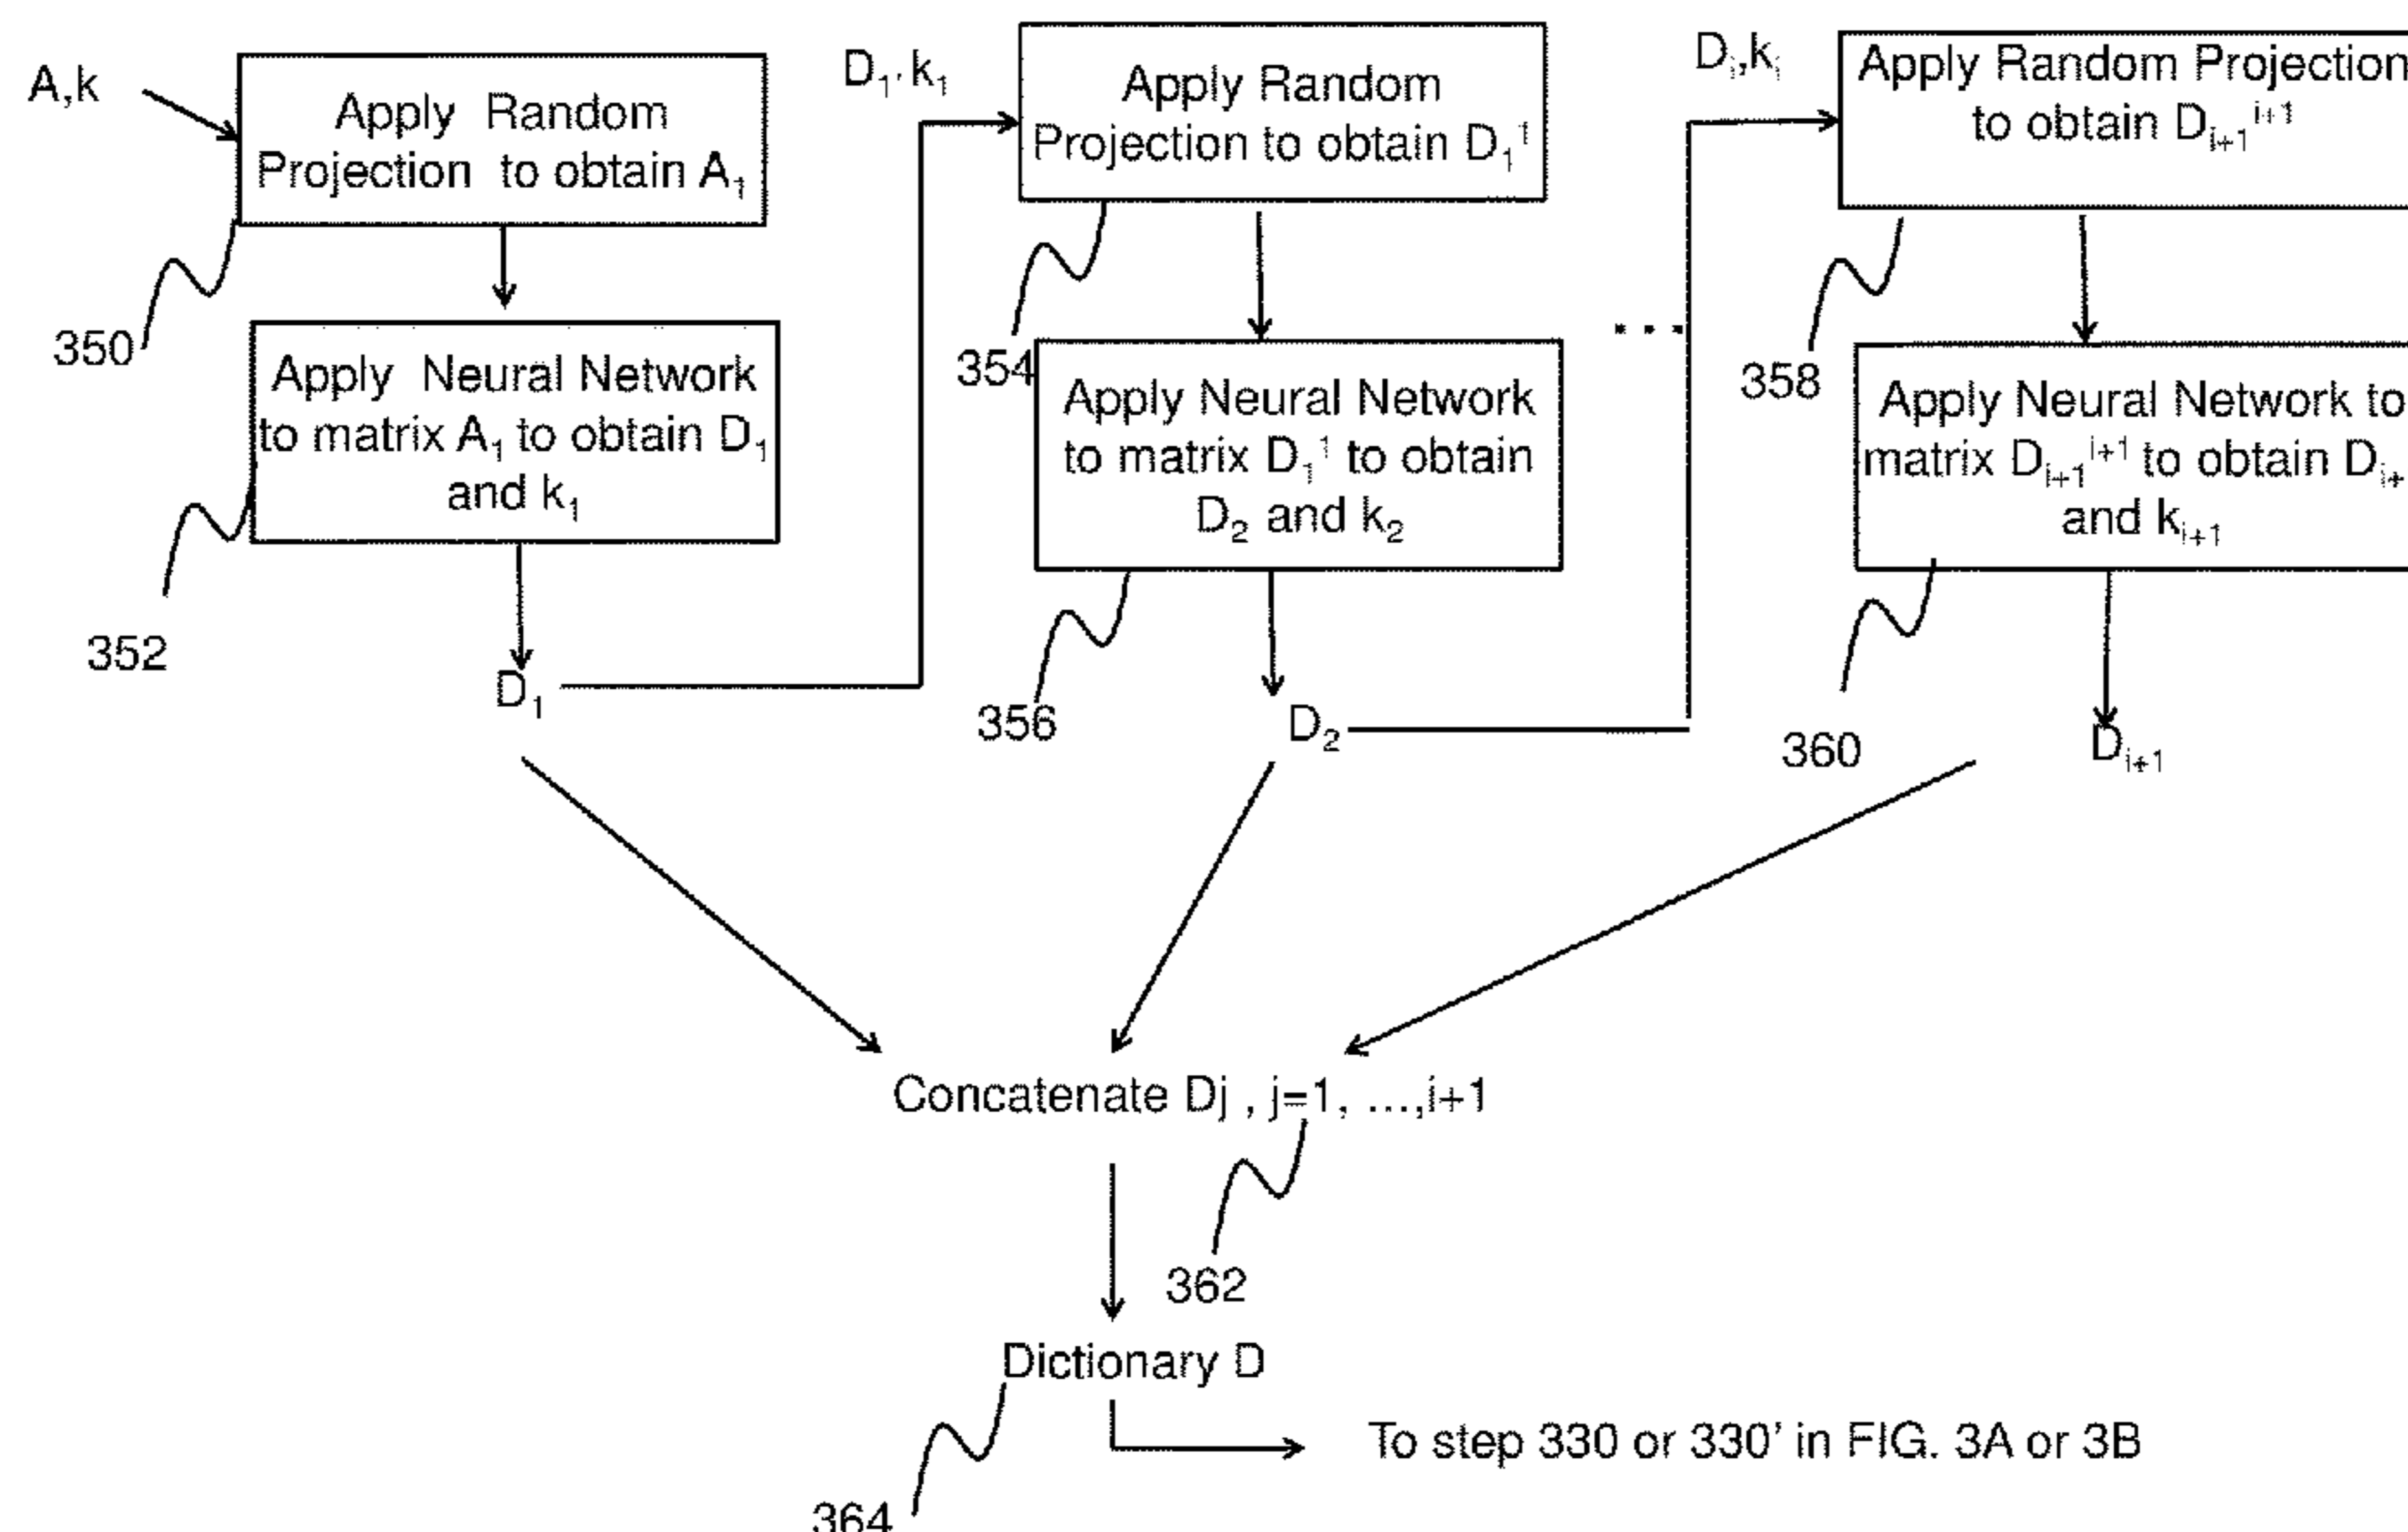 A,k
Apply Random
Projection to obtain A₁
350
Apply Neural Network
to matrix A₁ to obtain D₁
and k₁
352
D₁
D₁, k₁
Apply Random
Projection to obtain D₁¹
354
Apply Neural Network
to matrix D₁¹ to obtain
D₂ and k₂
356
D₂
...
Dᵢ,kᵢ
Apply Random Projection
to obtain Dᵢ₊₁ⁱ⁺¹
358
Apply Neural Network to
matrix Dᵢ₊₁ⁱ⁺¹ to obtain Dᵢ₊
and kᵢ₊₁
360
Dᵢ₊₁
Concatenate Dj , j=1, ...,i+1
362
Dictionary D
To step 330 or 330' in FIG. 3A or 3B
364